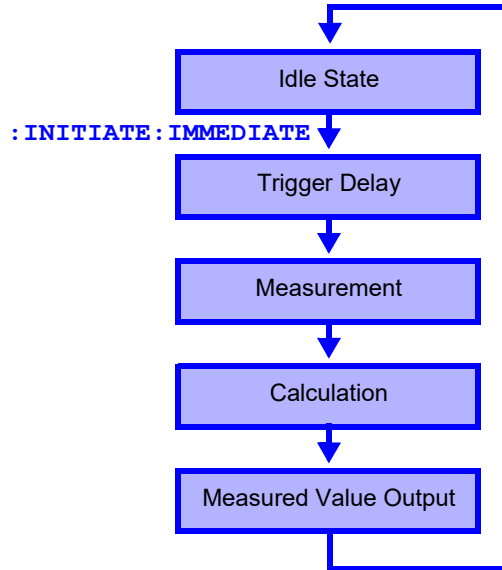 Idle State
:INITIATE:IMMEDIATE
Trigger Delay
Measurement
Calculation
Measured Value Output